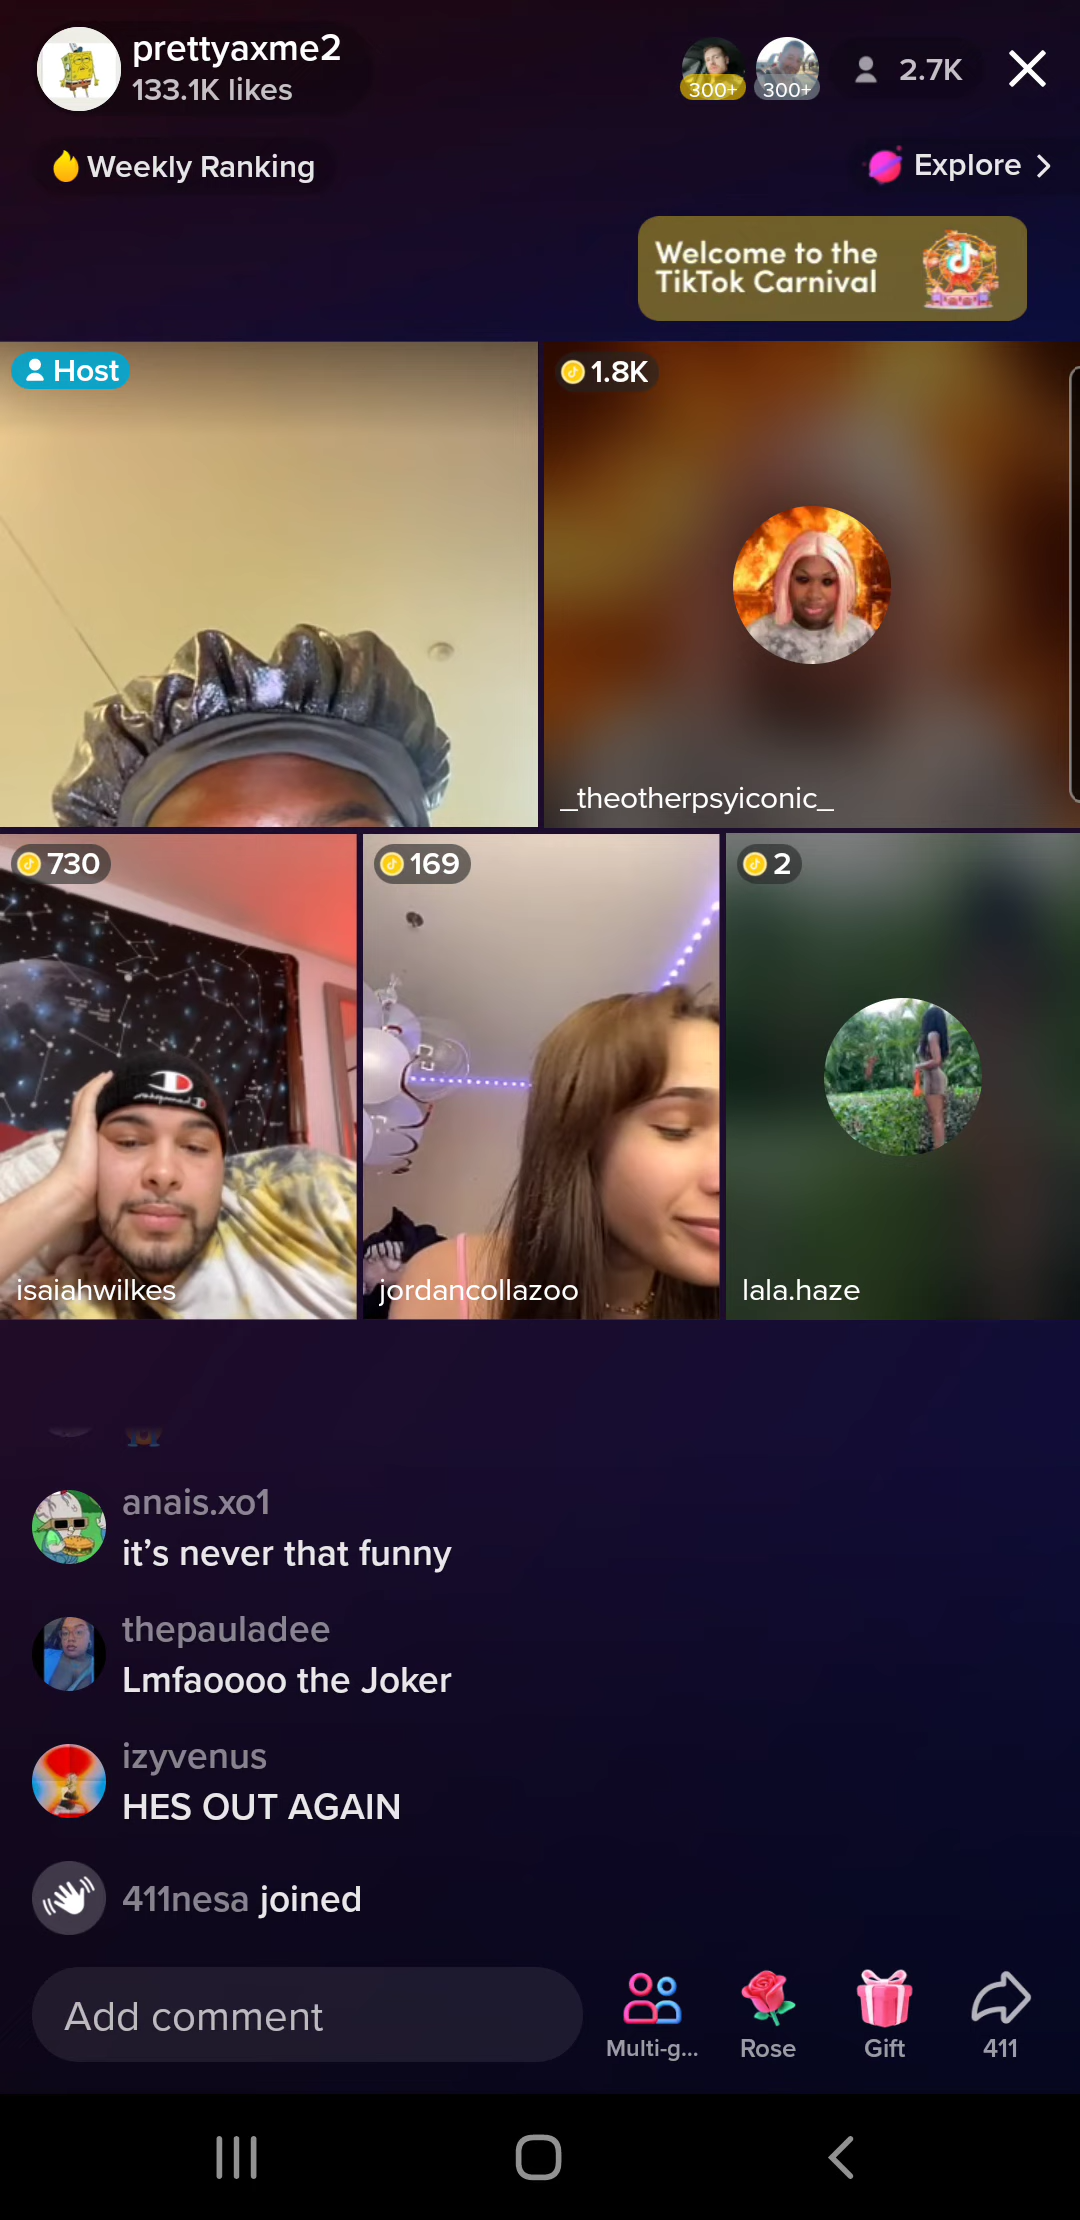 prettyaxme2
133.1K likes
300+
300+
2.7K
Weekly Ranking
Explore
Welcome to the
TikTok Carnival
Host
1.8K
_theotherpsyiconic_
730
169
2
isaiahwilkes
jordancollazoo
lala.haze
anais.xo1
it’s never that funny
thepauladee
Lmfaoooo the Joker
izyvenus
HES OUT AGAIN
411nesa joined
Add comment
Multi-g...
Rose
Gift
411